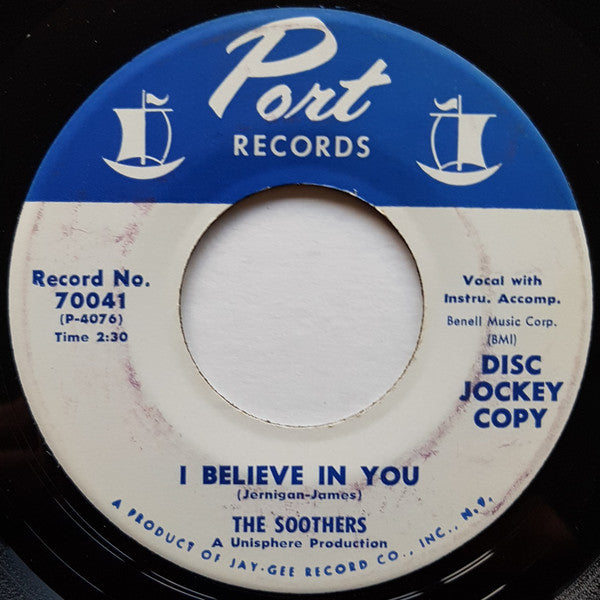 Port
RECORDS
Record No.
70041
(P-4076)
Time 2:30
Vocal with
Instru. Accomp.
Benell Music Corp.
(BMI)
DISC
JOCKEY
COPY
I BELIEVE IN YOU
(Jernigan-James)
THE SOOTHERS
A Unisphere Production
A PRODUCT OF JAY-GEE RECORD CO., INC., N.Y.